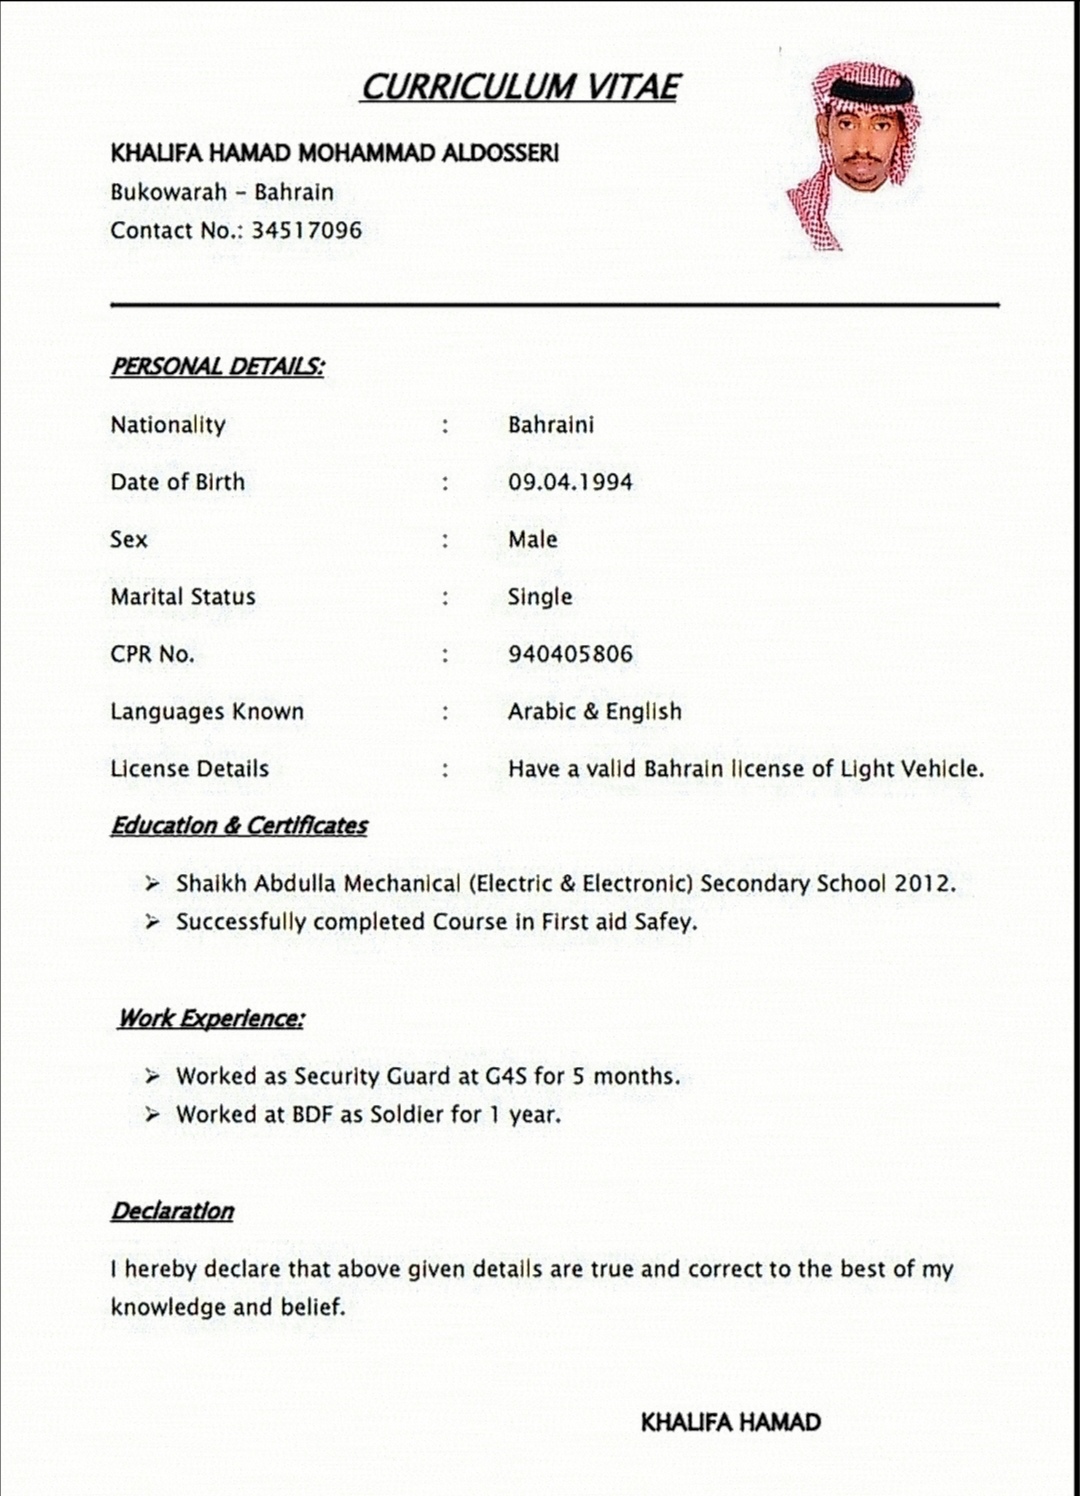 CURRICULUM VITAE
KHALIFA HAMAD MOHAMMAD ALDOSSERI
Bukowarah – Bahrain
Contact No.: 34517096
PERSONAL DETAILS:
Nationality : Bahraini
Date of Birth : 09.04.1994
Sex : Male
Marital Status : Single
CPR No. : 940405806
Languages Known : Arabic & English
License Details : Have a valid Bahrain license of Light Vehicle.
Education & Certificates
➢ Shaikh Abdulla Mechanical (Electric & Electronic) Secondary School 2012.
➢ Successfully completed Course in First aid Safey.
Work Experience:
➢ Worked as Security Guard at G4S for 5 months.
➢ Worked at BDF as Soldier for 1 year.
Declaration
I hereby declare that above given details are true and correct to the best of my
knowledge and belief.
KHALIFA HAMAD